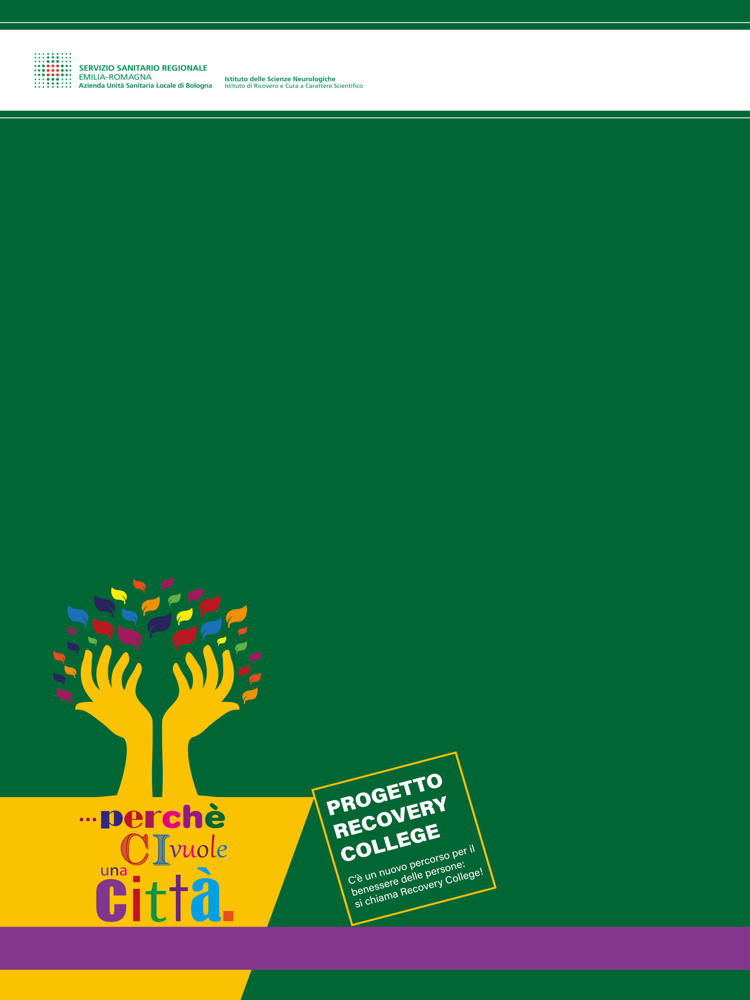 SERVIZIO SANITARIO REGIONALE
EMILIA-ROMAGNA
Azienda Unità Sanitaria Locale di Bologna
Istituto delle Scienze Neurologiche
Istituto di Ricovero e Cura a Carattere Scientifico
...perchè
CI vuole
una
città.
PROGETTO
RECOVERY
COLLEGE
C'è un nuovo percorso per il
benessere delle persone:
si chiama Recovery College!